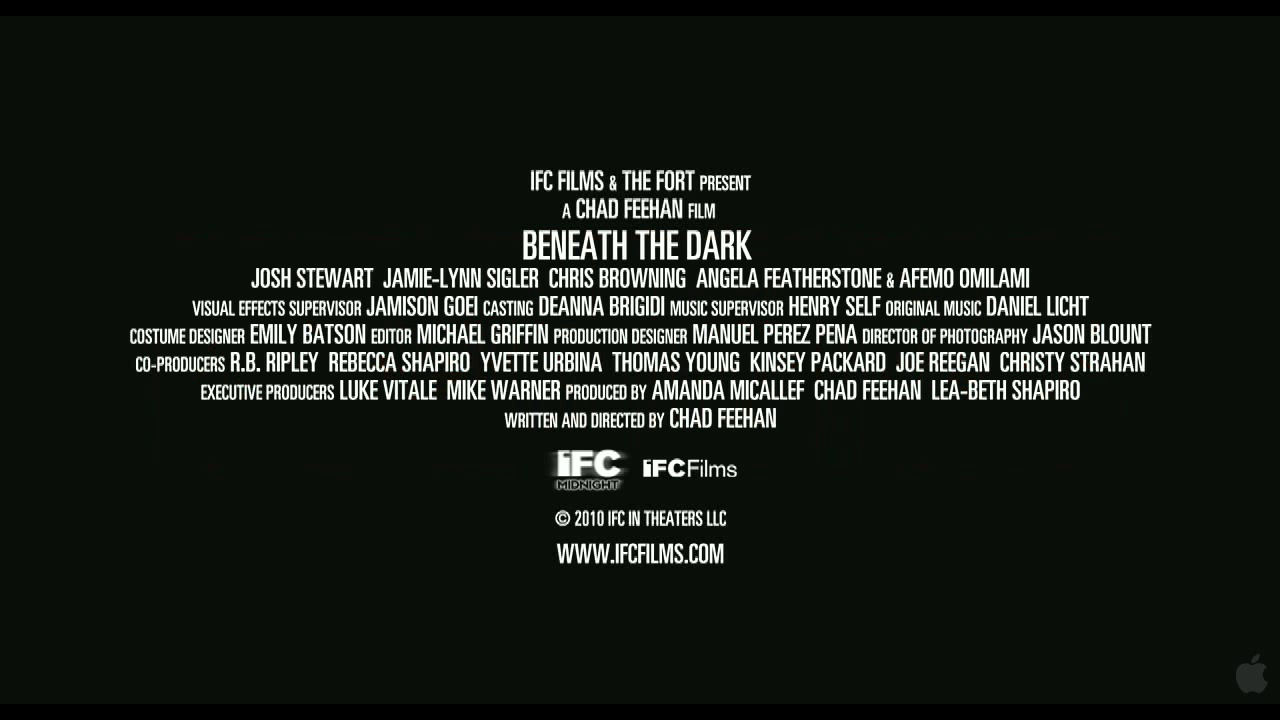 IFC FILMS & THE FORT PRESENT
A CHAD FEEHAN FILM
BENEATH THE DARK
JOSH STEWART JAMIE-LYNN SIGLER CHRIS BROWNING ANGELA FEATHERSTONE & AFEMO OMILAMI
VISUAL EFFECTS SUPERVISOR JAMISON GOEI CASTING DEANNA BRIGIDI MUSIC SUPERVISOR HENRY SELF ORIGINAL MUSIC DANIEL LICHT
COSTUME DESIGNER EMILY BATSON EDITOR MICHAEL GRIFFIN PRODUCTION DESIGNER MANUEL PEREZ PENA DIRECTOR OF PHOTOGRAPHY JASON BLOUNT
CO-PRODUCERS R.B. RIPLEY REBECCA SHAPIRO YVETTE URBINA THOMAS YOUNG KINSEY PACKARD JOE REEGAN CHRISTY STRAHAN
EXECUTIVE PRODUCERS LUKE VITALE MIKE WARNER PRODUCED BY AMANDA MICALLEF CHAD FEEHAN LEA-BETH SHAPIRO
WRITTEN AND DIRECTED BY CHAD FEEHAN
iFC MIDNIGHT iFCFilms
© 2010 IFC IN THEATERS LLC
WWW.IFCFILMS.COM